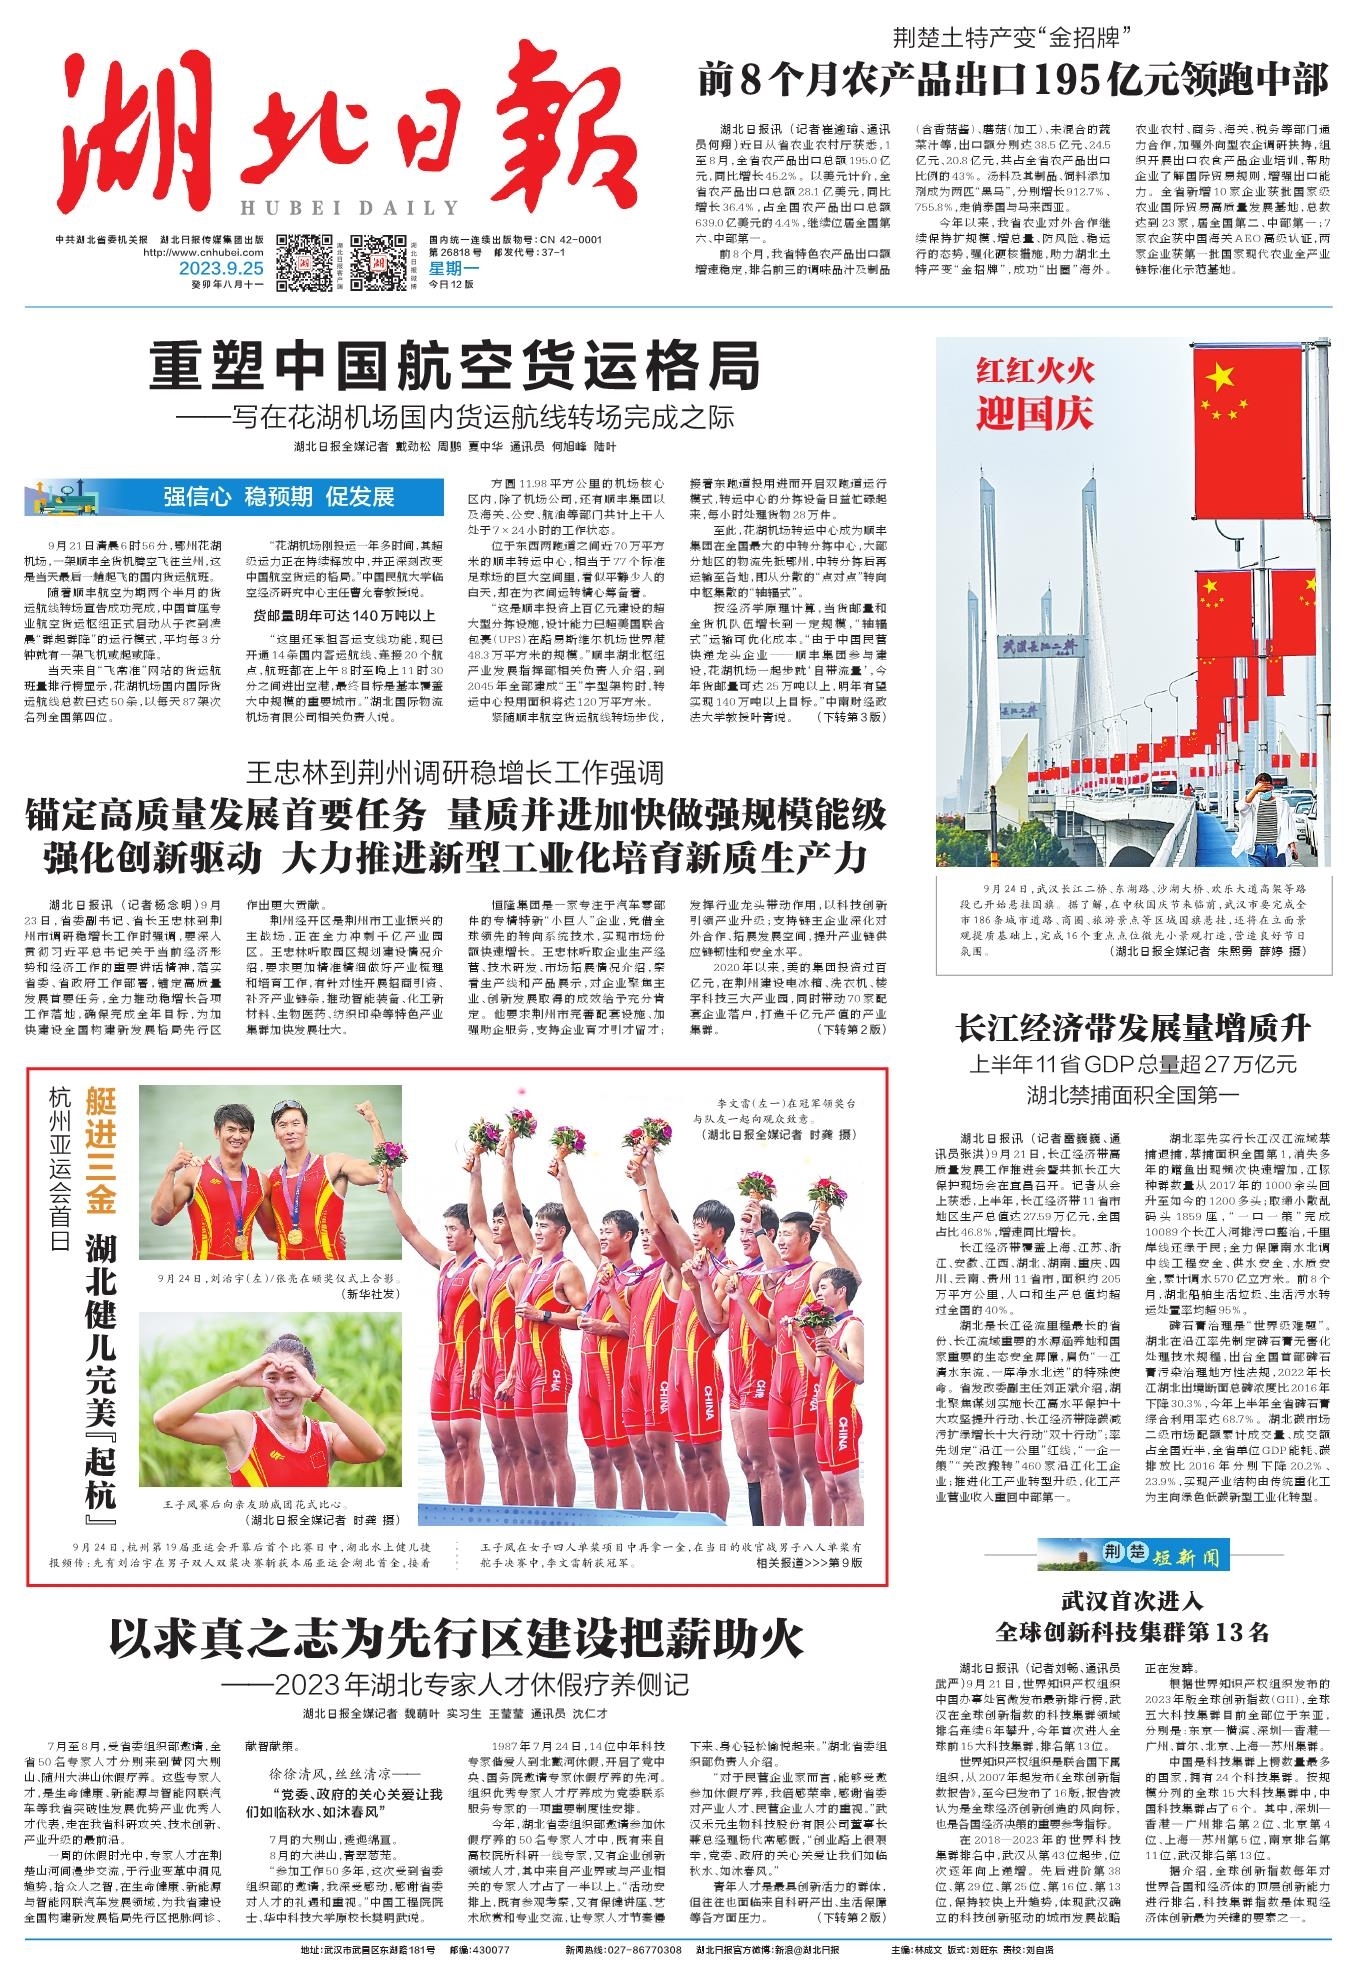 湖北日報
HUBEI DAILY
中共湖北省委机关报 湖北日报传媒集团出版
http://www.cnhubei.com
2023.9.25
癸卯年八月十一
湖北日报客户端
湖北日报微博
国内统一连续出版物号:CN 42-0001
第26818号 邮发代号:37-1
星期一
今日12版
荆楚土特产变“金招牌”
前8个月农产品出口195亿元领跑中部
湖北日报讯（记者崔逾瑜、通讯
员何翔）近日从省农业农村厅获悉,1
至8月,全省农产品出口总额195.0亿
元,同比增长45.2%。以美元计价,全
省农产品出口总额28.1亿美元,同比
增长36.4%,占全国农产品出口总额
639.0亿美元的4.4%,继续位居全国第
六、中部第一。
前8个月,我省特色农产品出口额
增速稳定,排名前三的调味品汁及制品
(含香菇酱)、蘑菇(加工)、未混合的蔬
菜汁等,出口额分别达38.5亿元、24.5
亿元、20.8亿元,共占全省农产品出口
比例的43%。汤料及其制品、饲料添加
剂成为两匹“黑马”,分别增长912.7%、
755.8%,走俏泰国与马来西亚。
今年以来,我省农业对外合作继
续保持扩规模、增总量、防风险、稳运
行的态势,强化硬核措施,助力湖北土
特产变“金招牌”,成功“出圈”海外。
农业农村、商务、海关、税务等部门通
力合作,加强外向型农企调研扶持,组
织开展出口农食产品企业培训,帮助
企业了解国际贸易规则,增强出口能
力。全省新增10家企业获批国家级
农业国际贸易高质量发展基地,总数
达到23家,居全国第二、中部第一;7
家农企获中国海关AEO高级认证,两
家企业获第一批国家现代农业全产业
链标准化示范基地。
重塑中国航空货运格局
——写在花湖机场国内货运航线转场完成之际
湖北日报全媒记者 戴劲松 周鹏 夏中华 通讯员 何旭峰 陆叶
强信心 稳预期 促发展
9月21日清晨6时56分,鄂州花湖
机场,一架顺丰全货机腾空飞往兰州,这
是当天最后一趟起飞的国内货运航班。
随着顺丰航空为期两个半月的货
运航线转场宣告成功完成,中国首座专
业航空货运枢纽正式启动从子夜到凌
晨“群起群降”的运行模式,平均每3分
钟就有一架飞机或起或降。
当天来自“飞常准”网站的货运航
班量排行榜显示,花湖机场国内国际货
运航线总数已达50条,以每天87架次
名列全国第四位。
“花湖机场刚投运一年多时间,其超
级运力正在持续释放中,并正深刻改变
中国航空货运的格局。”中国民航大学临
空经济研究中心主任曹允春教授说。
货邮量明年可达140万吨以上
“这里还承担客运支线功能,现已
开通14条国内客运航线、连接20个航
点,航班都在上午8时至晚上11时30
分之间进出空港,最终目标是基本覆盖
大中规模的重要城市。”湖北国际物流
机场有限公司相关负责人说。
方圆11.98平方公里的机场核心
区内,除了机场公司,还有顺丰集团以
及海关、公安、航油等部门共计上千人
处于7×24小时的工作状态。
位于东西两跑道之间近70万平方
米的顺丰转运中心,相当于77个标准
足球场的巨大空间里,看似平静少人的
白天,却在为夜间运转精心筹备着。
“这是顺丰投资上百亿元建设的超
大型分拣设施,设计能力已超美国联合
包裹(UPS)在路易斯维尔机场世界港
48.3万平方米的规模。”顺丰湖北枢纽
产业发展指挥部相关负责人介绍,到
2045年全部建成“王”字型架构时,转
运中心投用面积将达120万平方米。
紧随顺丰航空货运航线转场步伐,
接着东跑道投用进而开启双跑道运行
模式,转运中心的分拣设备日益忙碌起
来,每小时处理货物28万件。
至此,花湖机场转运中心成为顺丰
集团在全国最大的中转分拣中心,大部
分地区的物流先抵鄂州,中转分拣后再
运输至各地,即从分散的“点对点”转向
中枢集散的“轴辐式”。
按经济学原理计算,当货邮量和
全货机队伍增长到一定规模,“轴辐
式”运输可优化成本。“由于中国民营
快递龙头企业——顺丰集团参与建
设,花湖机场一起步就‘自带流量’,今
年货邮量可达25万吨以上,明年有望
实现140万吨以上目标。”中南财经政
法大学教授叶青说。 （下转第3版）
红红火火
迎国庆
武漢長江二橋
長江二橋
9月24日,武汉长江二桥、东湖路、沙湖大桥、欢乐大道高架等路
段已开始悬挂国旗。据了解,在中秋国庆节来临前,武汉市要完成全
市186条城市道路、商圈、旅游景点等区域国旗悬挂,还将在立面景
观提质基础上,完成16个重点点位微光小景观打造,营造良好节日
氛围。 （湖北日报全媒记者 朱熙勇 薛婷 摄）
王忠林到荆州调研稳增长工作强调
锚定高质量发展首要任务 量质并进加快做强规模能级
强化创新驱动 大力推进新型工业化培育新质生产力
湖北日报讯（记者杨念明）9月
23日,省委副书记、省长王忠林到荆
州市调研稳增长工作时强调,要深入
贯彻习近平总书记关于当前经济形
势和经济工作的重要讲话精神,落实
省委、省政府工作部署,锚定高质量
发展首要任务,全力推动稳增长各项
工作落地,确保完成全年目标,为加
快建设全国构建新发展格局先行区
作出更大贡献。
荆州经开区是荆州市工业振兴的
主战场,正在全力冲刺千亿产业园
区。王忠林听取园区规划建设情况介
绍,要求更加精准精细做好产业梳理
和培育工作,有针对性开展招商引资、
补齐产业链条,推动智能装备、化工新
材料、生物医药、纺织印染等特色产业
集群加快发展壮大。
恒隆集团是一家专注于汽车零部
件的专精特新“小巨人”企业,凭借全
球领先的转向系统技术,实现市场份
额快速增长。王忠林听取企业生产经
营、技术研发、市场拓展情况介绍,察
看生产线和产品展示,对企业聚焦主
业、创新发展取得的成效给予充分肯
定。他要求荆州市完善配套设施、加
强助企服务,支持企业育才引才留才;
发挥行业龙头带动作用,以科技创新
引领产业升级;支持链主企业深化对
外合作、拓展发展空间,提升产业链供
应链韧性和安全水平。
2020年以来,美的集团投资过百
亿元,在荆州建设电冰箱、洗衣机、楼
宇科技三大产业园,同时带动70家配
套企业落户,打造千亿元产值的产业
集群。 （下转第2版）
杭州亚运会首日
艇进三金 湖北健儿完美『起杭』
9月24日,刘治宇(左)/张亮在颁奖仪式上合影。
（新华社发）
王子凤赛后向亲友助威团花式比心。
（湖北日报全媒记者 时龚 摄）
李文雷(左一)在冠军领奖台
与队友一起向观众致意。
（湖北日报全媒记者 时龚 摄）
CHINA
CHINA
CHINA
9月24日,杭州第19届亚运会开幕后首个比赛日中,湖北水上健儿捷
报频传:先有刘治宇在男子双人双桨决赛斩获本届亚运会湖北首金,接着
王子凤在女子四人单桨项目中再拿一金,在当日的收官战男子八人单桨有
舵手决赛中,李文雷斩获冠军。 相关报道>>>第9版
长江经济带发展量增质升
上半年11省GDP总量超27万亿元
湖北禁捕面积全国第一
湖北日报讯（记者雷巍巍、通
讯员张洪）9月21日,长江经济带高
质量发展工作推进会暨共抓长江大
保护现场会在宜昌召开。记者从会
上获悉,上半年,长江经济带11省市
地区生产总值达27.59万亿元,全国
占比46.8%,增速同比增长。
长江经济带覆盖上海、江苏、浙
江、安徽、江西、湖北、湖南、重庆、四
川、云南、贵州11省市,面积约205
万平方公里,人口和生产总值均超
过全国的40%。
湖北是长江径流里程最长的省
份、长江流域重要的水源涵养地和国
家重要的生态安全屏障,肩负“一江
清水东流、一库净水北送”的特殊使
命。省发改委副主任刘正斌介绍,湖
北聚焦谋划实施长江高水平保护十
大攻坚提升行动、长江经济带降碳减
污扩绿增长十大行动“双十行动”;率
先划定“沿江一公里”红线,“一企一
策”“关改搬转”460家沿江化工企
业;推进化工产业转型升级,化工产
业营业收入重回中部第一。
湖北率先实行长江汉江流域禁
捕退捕,禁捕面积全国第1,消失多
年的鳤鱼出现频次快速增加,江豚
种群数量从2017年的1000余头回
升至如今的1200多头;取缔小散乱
码头1859座,“一口一策”完成
10089个长江入河排污口整治,千里
岸线还绿于民;全力保障南水北调
中线工程安全、供水安全、水质安
全,累计调水570亿立方米。前8个
月,湖北船舶生活垃圾、生活污水转
运处置率均超95%。
磷石膏治理是“世界级难题”。
湖北在沿江率先制定磷石膏无害化
处理技术规程,出台全国首部磷石
膏污染治理地方性法规,2022年长
江湖北出境断面总磷浓度比2016年
下降30.3%,今年上半年全省磷石膏
综合利用率达68.7%。湖北碳市场
二级市场配额累计成交量、成交额
占全国近半,全省单位GDP能耗、碳
排放比2016年分别下降20.2%、
23.9%,实现产业结构由传统重化工
为主向绿色低碳新型工业化转型。
荆楚短新闻
武汉首次进入
全球创新科技集群第13名
湖北日报讯（记者刘畅、通讯员
武严）9月21日,世界知识产权组织
中国办事处官微发布最新排行榜,武
汉在全球创新指数的科技集群领域
排名连续6年攀升,今年首次进入全
球前15大科技集群,排名第13位。
世界知识产权组织是联合国下属
组织,从2007年起发布《全球创新指
数报告》,至今已发布了16版,报告被
认为是全球经济创新创造的风向标,
也是各国经济决策的重要参考指标。
在2018—2023年的世界科技
集群排名中,武汉从第43位起步,位
次逐年向上递增。先后进阶第38
位、第29位、第25位、第16位、第13
位,保持较快上升趋势,体现武汉确
立的科技创新驱动的城市发展战略
正在发酵。
根据世界知识产权组织发布的
2023年版全球创新指数(GII),全球
五大科技集群目前全部位于东亚,
分别是:东京—横滨、深圳—香港—
广州、首尔、北京、上海—苏州集群。
中国是科技集群上榜数量最多
的国家,拥有24个科技集群。按规
模分列的全球15大科技集群中,中
国科技集群占了6个。其中,深圳—
香港—广州排名第2位、北京第4
位、上海—苏州第5位,南京排名第
11位,武汉排名第13位。
据介绍,全球创新指数每年对
世界各国和经济体的顶层创新能力
进行排名,科技集群指数是体现经
济体创新最为关键的要素之一。
以求真之志为先行区建设把薪助火
——2023年湖北专家人才休假疗养侧记
湖北日报全媒记者 魏萌叶 实习生 王莹莹 通讯员 沈仁才
7月至8月,受省委组织部邀请,全
省50名专家人才分别来到黄冈大别
山、随州大洪山休假疗养。这些专家人
才,是生命健康、新能源与智能网联汽
车等我省突破性发展优势产业优秀人
才代表,走在我省科研攻关、技术创新、
产业升级的最前沿。
一周的休假时光中,专家人才在荆
楚山河间漫步交流,于行业变革中洞见
趋势,拾众人之智,在生命健康、新能源
与智能网联汽车发展领域,为我省建设
全国构建新发展格局先行区把脉问诊、
献智献策。
徐徐清风,丝丝清凉——
“党委、政府的关心关爱让我
们如临秋水、如沐春风”
7月的大别山,逶迤绵亘。
8月的大洪山,青翠葱茏。
“参加工作50多年,这次受到省委
组织部的邀请,我深受感动,感谢省委
对人才的礼遇和重视。”中国工程院院
士、华中科技大学原校长樊明武说。
1987年7月24日,14位中年科技
专家偕爱人到北戴河休假,开启了党中
央、国务院邀请专家休假疗养的先河。
组织优秀专家人才疗养成为党委联系
服务专家的一项重要制度性安排。
今年,湖北省委组织部邀请参加休
假疗养的50名专家人才中,既有来自
高校院所科研一线专家,又有企业创新
领域人才,其中来自产业界或与产业相
关的专家人才占了一半以上。“活动安
排上,既有参观考察,又有保健讲座、艺
术欣赏和专业交流,让专家人才节奏慢
下来、身心轻松愉悦起来。”湖北省委组
织部负责人介绍。
“对于民营企业家而言,能够受邀
参加休假疗养,我倍感荣幸,感谢省委
对产业人才、民营企业人才的重视。”武
汉禾元生物科技股份有限公司董事长
兼总经理杨代常感慨,“创业路上很艰
辛,党委、政府的关心关爱让我们如临
秋水、如沐春风。”
青年人才是最具创新活力的群体,
但往往也面临来自科研产出、生活保障
等各方面压力。 （下转第2版）
地址:武汉市武昌区东湖路181号 邮编:430077 新闻热线:027-86770308 湖北日报官方微博:新浪@湖北日报 主编:林成文 版式:刘旺东 责校:刘自贤